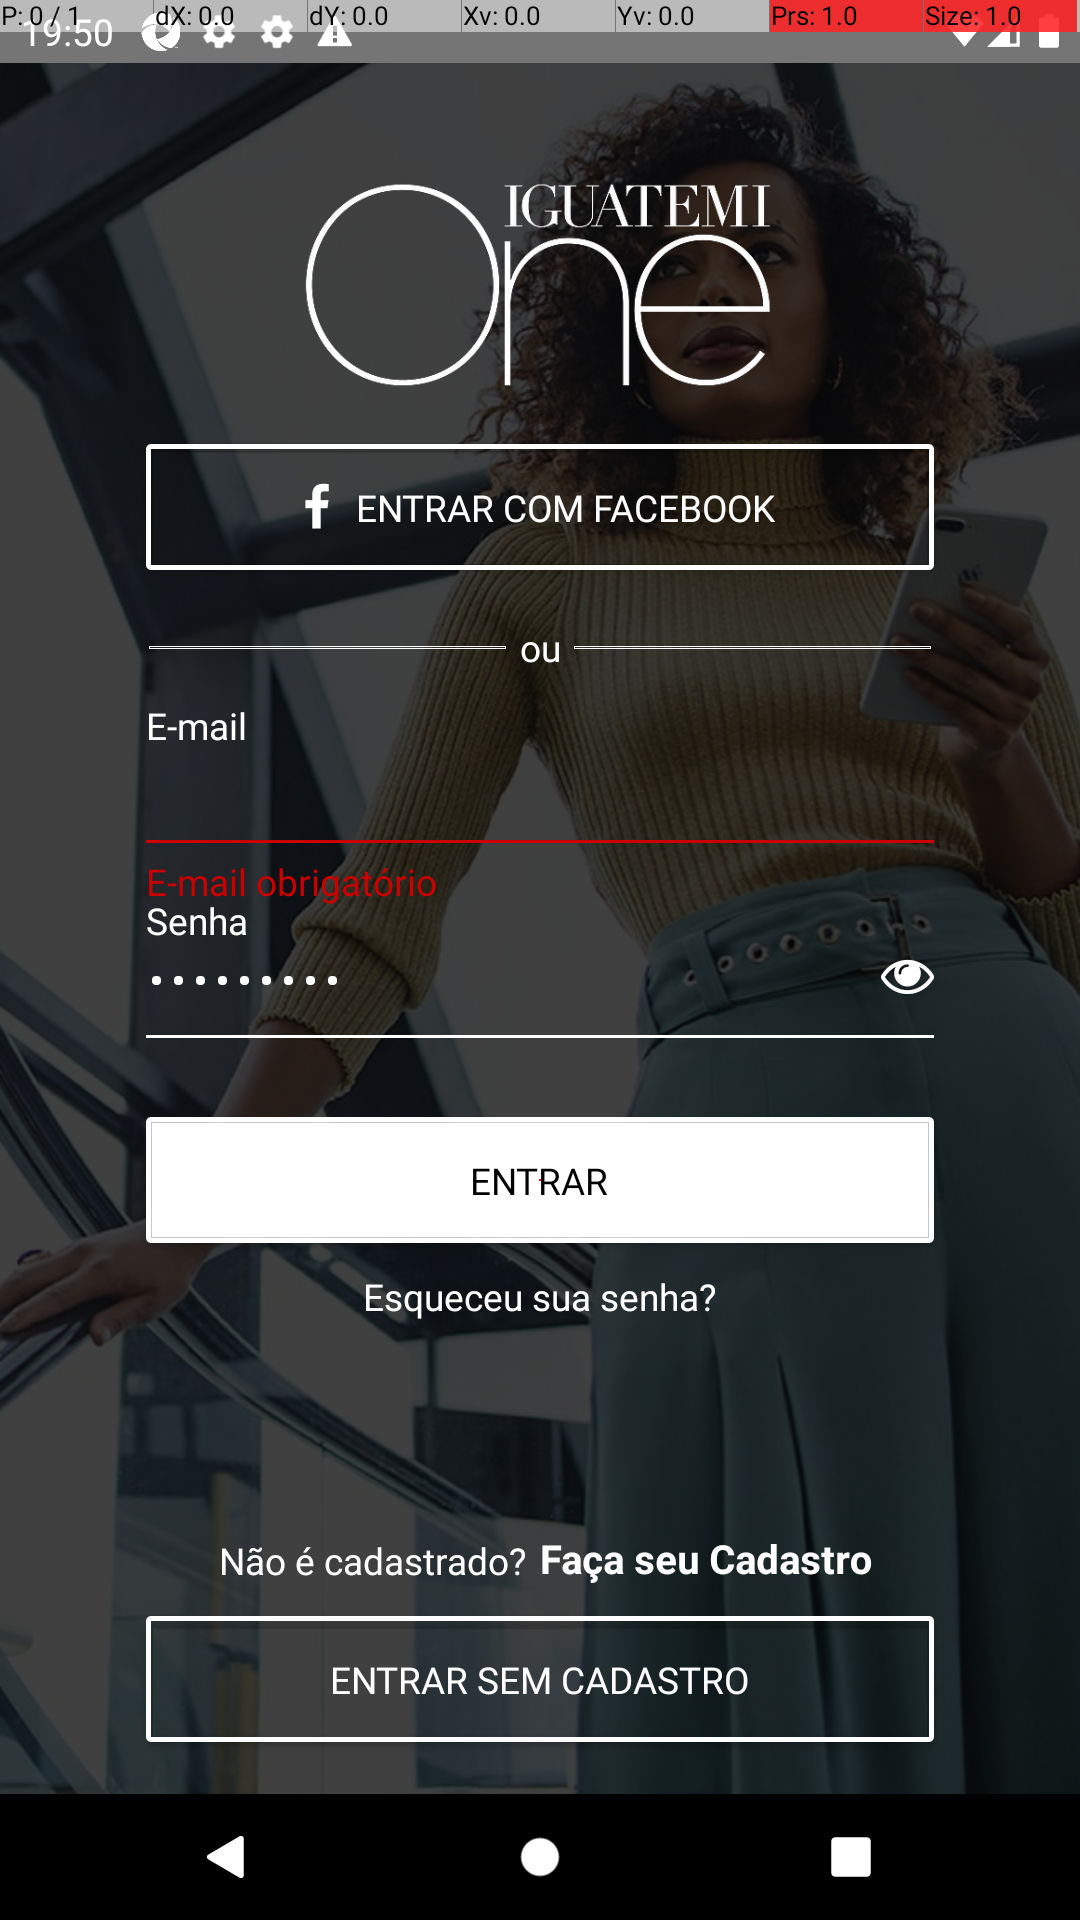 P: 0 / 1 dX: 0.0 dY: 0.0 Xv: 0.0 Yv: 0.0 Prs: 1.0 Size: 1.0
19:50
IGUATEMI
One
f ENTRAR COM FACEBOOK
ou
E-mail
E-mail obrigatório
Senha
•••••••••
ENTRAR
Esqueceu sua senha?
Não é cadastrado? Faça seu Cadastro
ENTRAR SEM CADASTRO